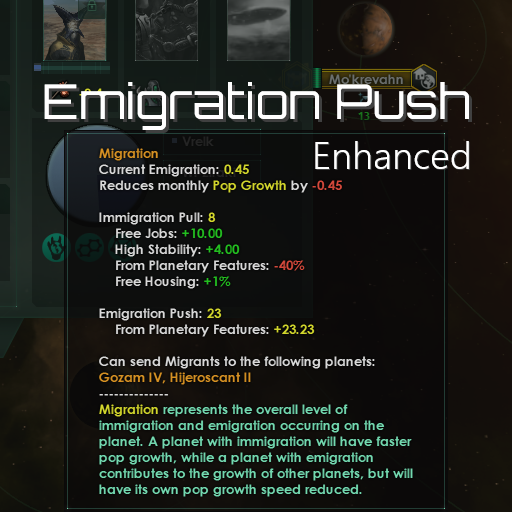 Mo'krevahn
Emigration Push
13
Vreik
Enhanced
Migration
Current Emigration: 0.45
Reduces monthly Pop Growth by -0.45
Immigration Pull: 8
Free Jobs: +10.00
High Stability: +4.00
From Planetary Features: -40%
Free Housing: +1%
Emigration Push: 23
From Planetary Features: +23.23
Can send Migrants to the following planets:
Gozam IV, Hijeroscant II
--------------
Migration represents the overall level of
immigration and emigration occurring on the
planet. A planet with immigration will have faster
pop growth, while a planet with emigration
contributes to the growth of other planets, but will
have its own pop growth speed reduced.